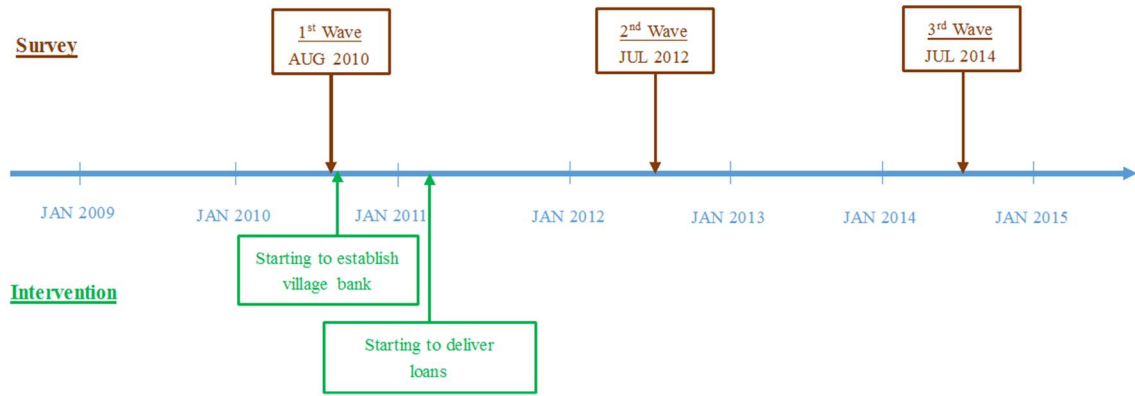 Survey
1st Wave
AUG 2010
2nd Wave
JUL 2012
3rd Wave
JUL 2014
JAN 2009
JAN 2010
JAN 2011
JAN 2012
JAN 2013
JAN 2014
JAN 2015
Intervention
Starting to establish
village bank
Starting to deliver
loans